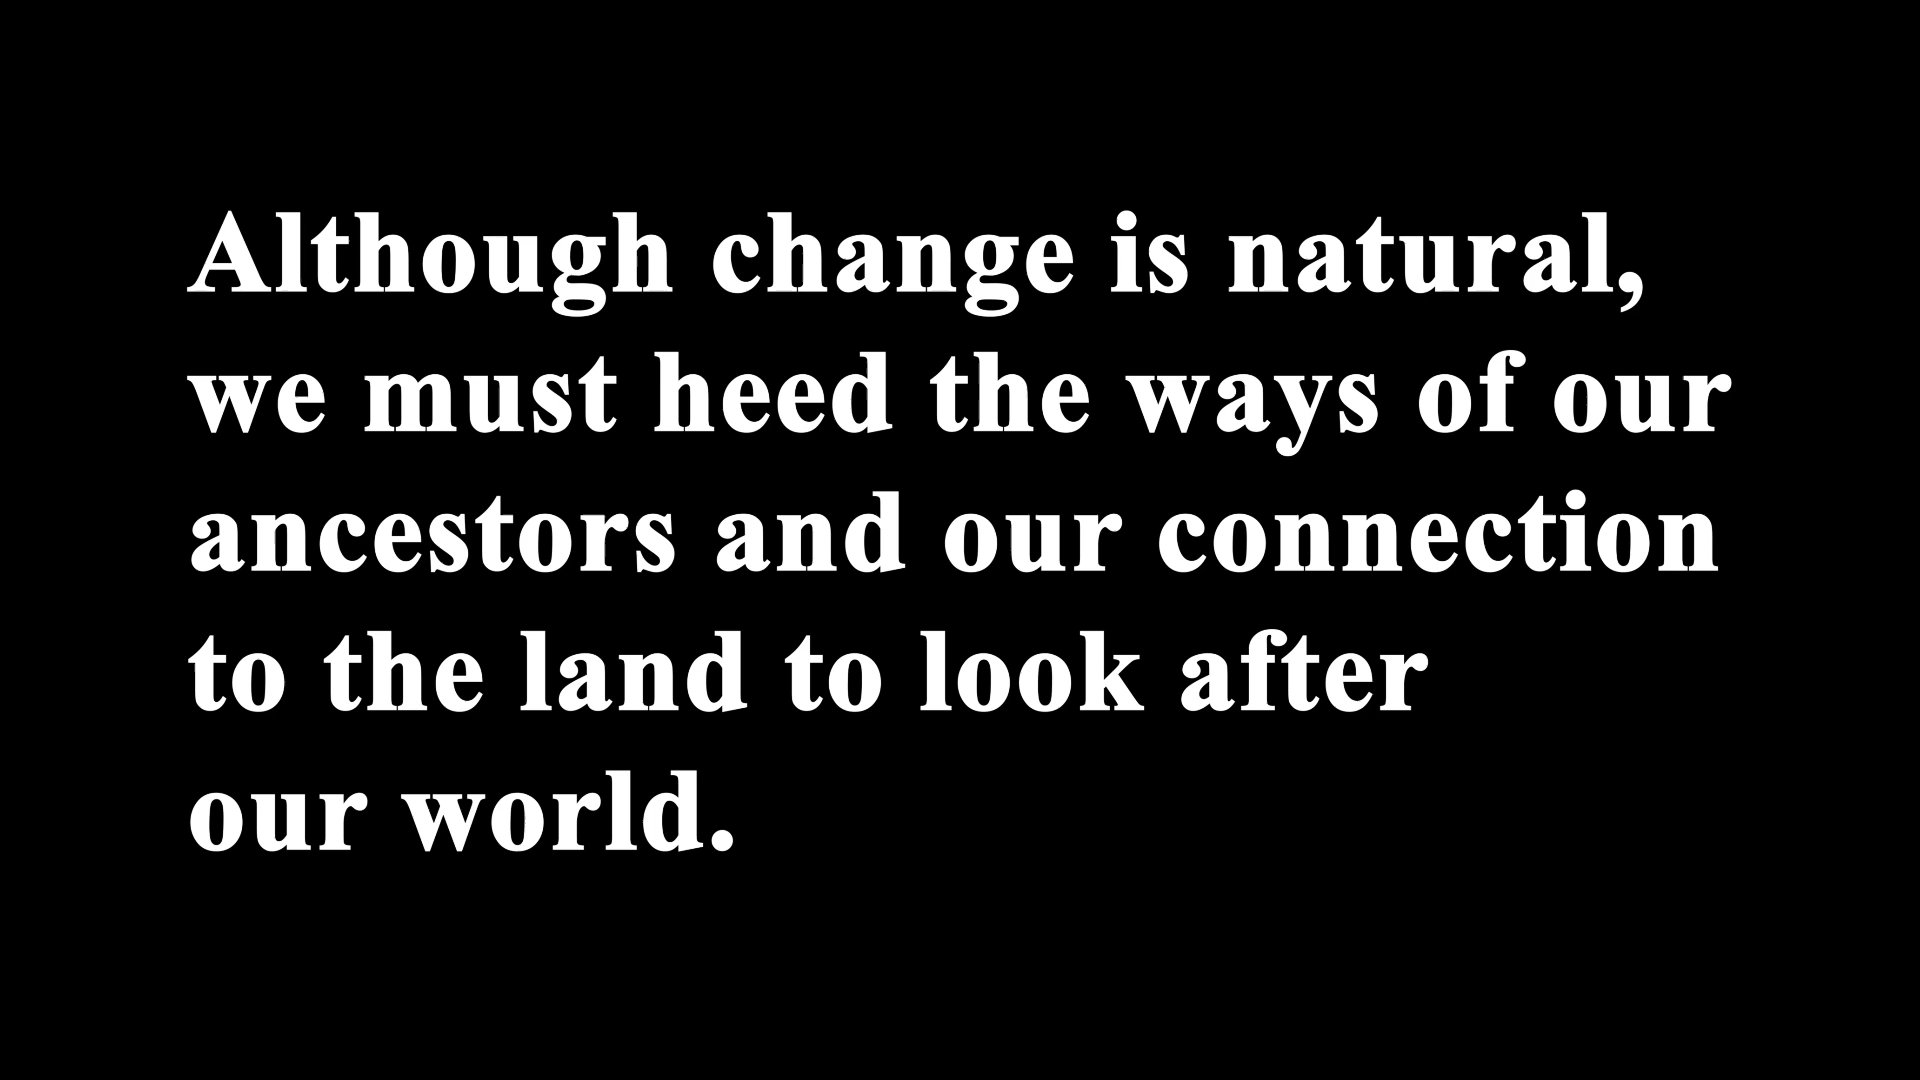 Although change is natural,
we must heed the ways of our
ancestors and our connection
to the land to look after
our world.